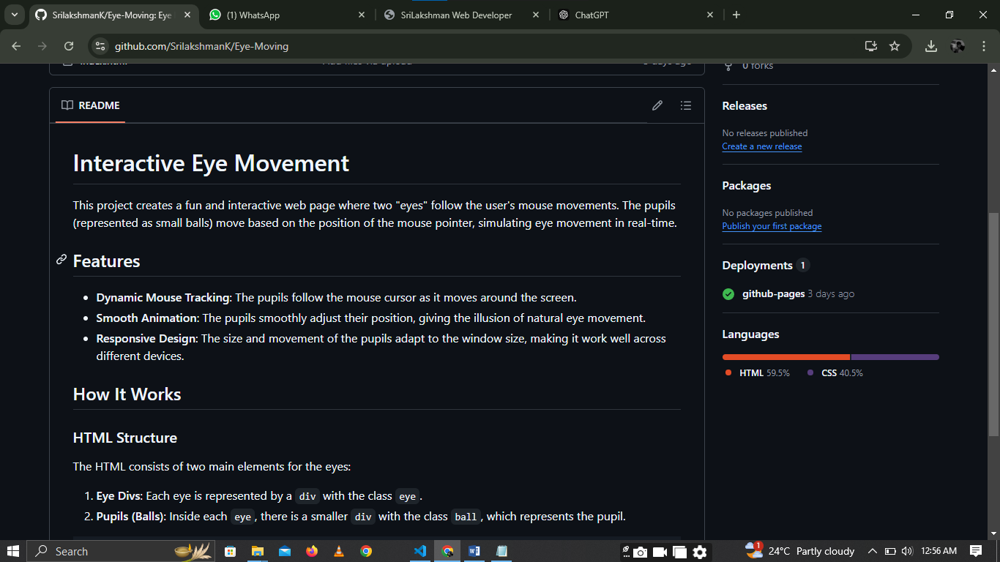 SrilakshmanK/Eye-Moving: Eye
(1) WhatsApp
SriLakshman Web Developer
ChatGPT
github.com/SrilakshmanK/Eye-Moving
index.html
Add files via upload
3 days ago
0 forks
README
Interactive Eye Movement
This project creates a fun and interactive web page where two "eyes" follow the user's mouse movements. The pupils
(represented as small balls) move based on the position of the mouse pointer, simulating eye movement in real-time.
Features
• Dynamic Mouse Tracking: The pupils follow the mouse cursor as it moves around the screen.
• Smooth Animation: The pupils smoothly adjust their position, giving the illusion of natural eye movement.
• Responsive Design: The size and movement of the pupils adapt to the window size, making it work well across
different devices.
How It Works
HTML Structure
The HTML consists of two main elements for the eyes:
1. Eye Divs: Each eye is represented by a div with the class eye.
2. Pupils (Balls): Inside each eye, there is a smaller div with the class ball, which represents the pupil.
Releases
No releases published
Create a new release
Packages
No packages published
Publish your first package
Deployments 1
github-pages 3 days ago
Languages
HTML 59.5% CSS 40.5%
Search
1
24°C Partly cloudy
12:56 AM